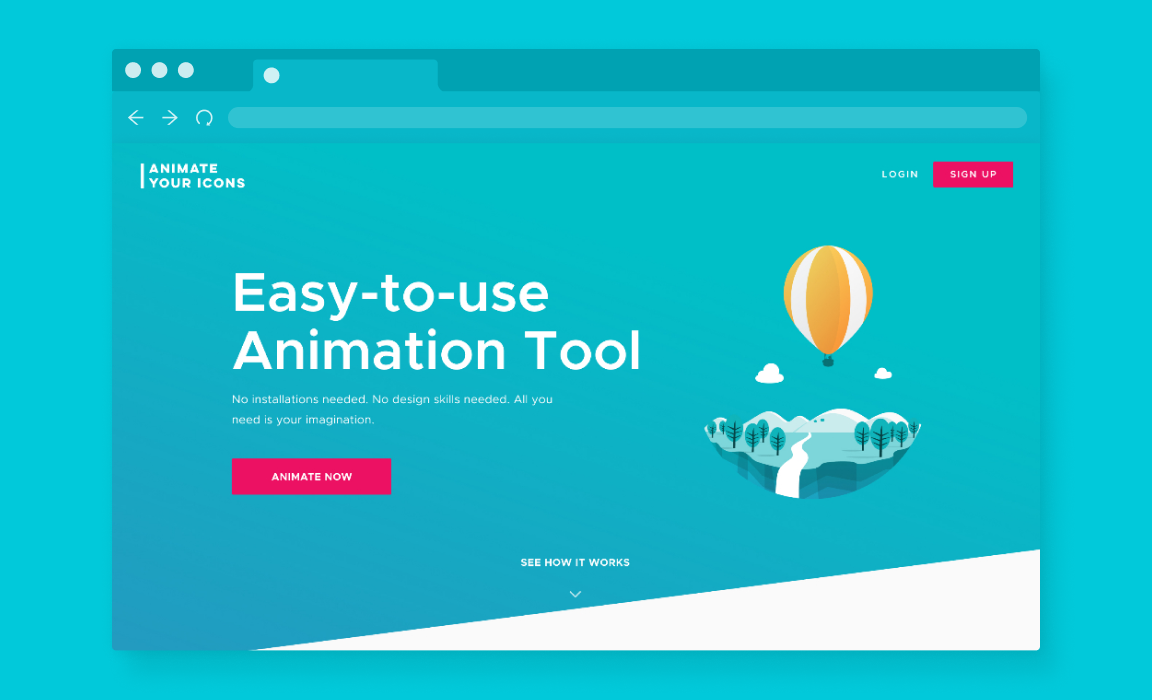 ANIMATE
YOUR ICONS
LOGIN
SIGN UP
Easy-to-use
Animation Tool
No installations needed. No design skills needed. All you
need is your imagination.
ANIMATE NOW
SEE HOW IT WORKS